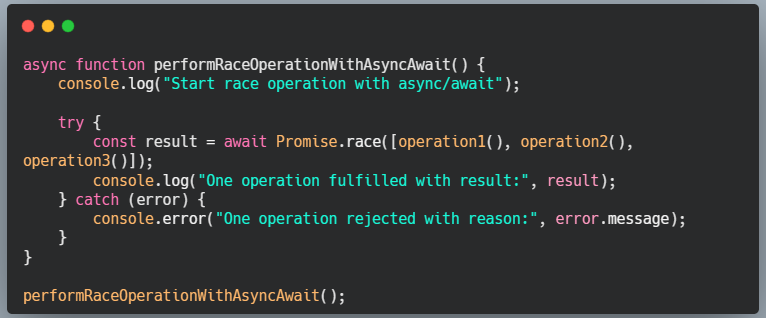 async function performRaceOperationWithAsyncAwait() {
    console.log("Start race operation with async/await");
    try {
        const result = await Promise.race([operation1(), operation2(),
operation3()]);
        console.log("One operation fulfilled with result:", result);
    } catch (error) {
        console.error("One operation rejected with reason:", error.message);
    }
}
performRaceOperationWithAsyncAwait();